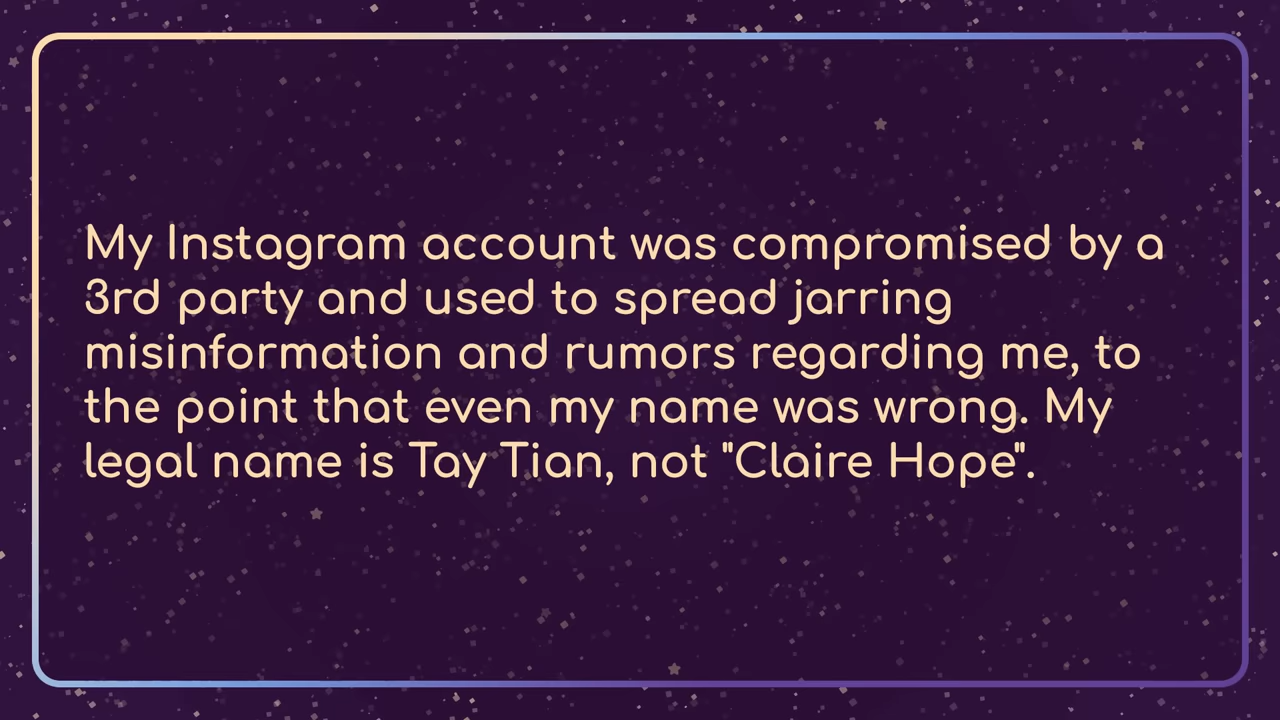 My Instagram account was compromised by a
3rd party and used to spread jarring
misinformation and rumors regarding me, to
the point that even my name was wrong. My
legal name is Tay Tian, not "Claire Hope".